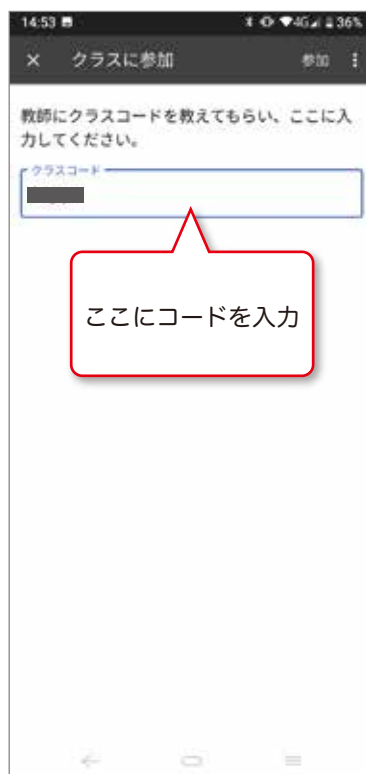 14:53 4G 36%
× クラスに参加 参加
教師にクラスコードを教えてもらい、ここに入
力してください。
クラスコード
ここにコードを入力